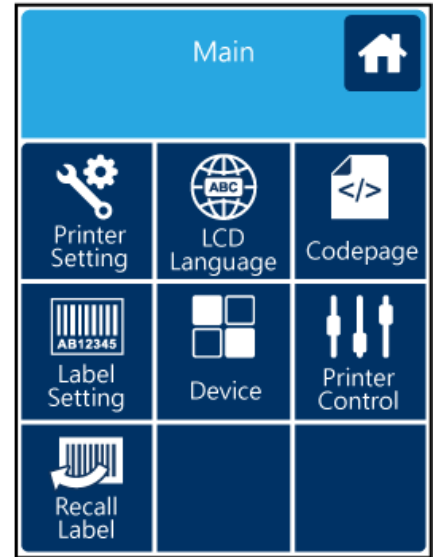 Main
Printer
Setting
ABC
LCD
Language
</>
Codepage
AB12345
Label
Setting
Device
Printer
Control
Recall
Label